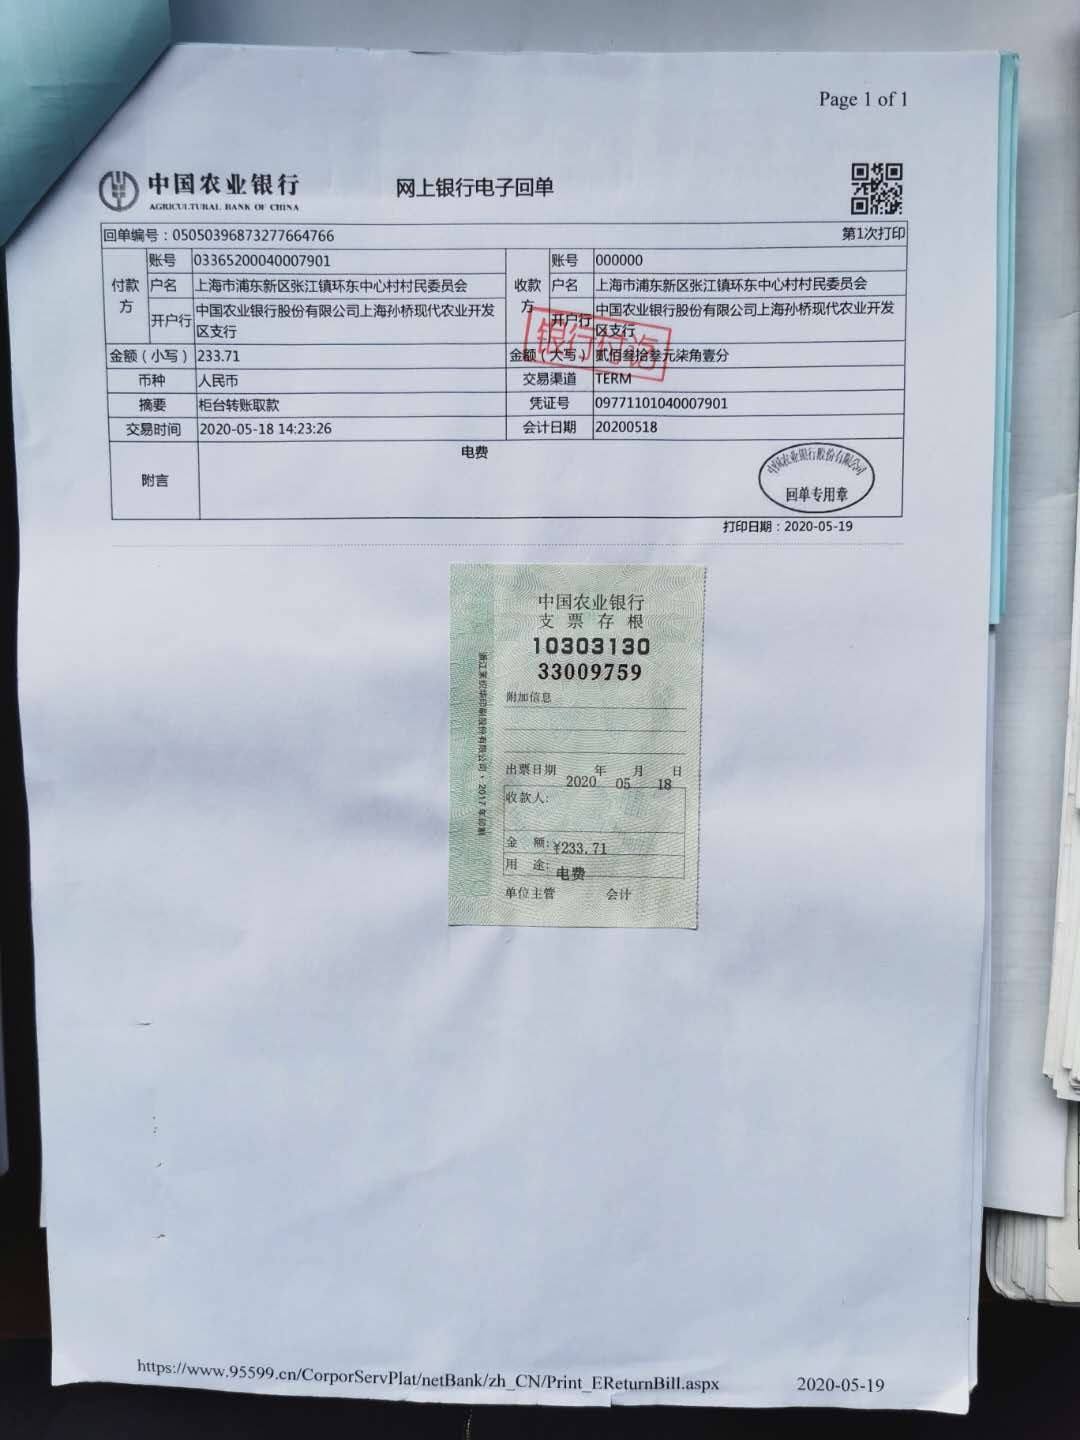 Page 1 of 1
中国农业银行
AGRICULTURAL BANK OF CHINA
网上银行电子回单
回单编号：05050396873277664766
第1次打印
付款方
账号 03365200040007901
户名 上海市浦东新区张江镇环东中心村村民委员会
开户行 中国农业银行股份有限公司上海孙桥现代农业开发区支行
收款方
账号 000000
户名 上海市浦东新区张江镇环东中心村村民委员会
开户行 中国农业银行股份有限公司上海孙桥现代农业开发区支行
银行付讫
金额（小写） 233.71
金额（大写） 贰佰叁拾叁元柒角壹分
币种 人民币
交易渠道 TERM
摘要 柜台转账取款
凭证号 09771101040007901
交易时间 2020-05-18 14:23:26
会计日期 20200518
附言 电费
中国农业银行股份有限公司
回单专用章
打印日期：2020-05-19
中国农业银行
支票存根
10303130
33009759
附加信息
出票日期 年 月 日
2020 05 18
收款人:
金 额: ¥233.71
用 途: 电费
单位主管 会计
https://www.95599.cn/CorporServPlat/netBank/zh_CN/Print_EReturnBill.aspx
2020-05-19